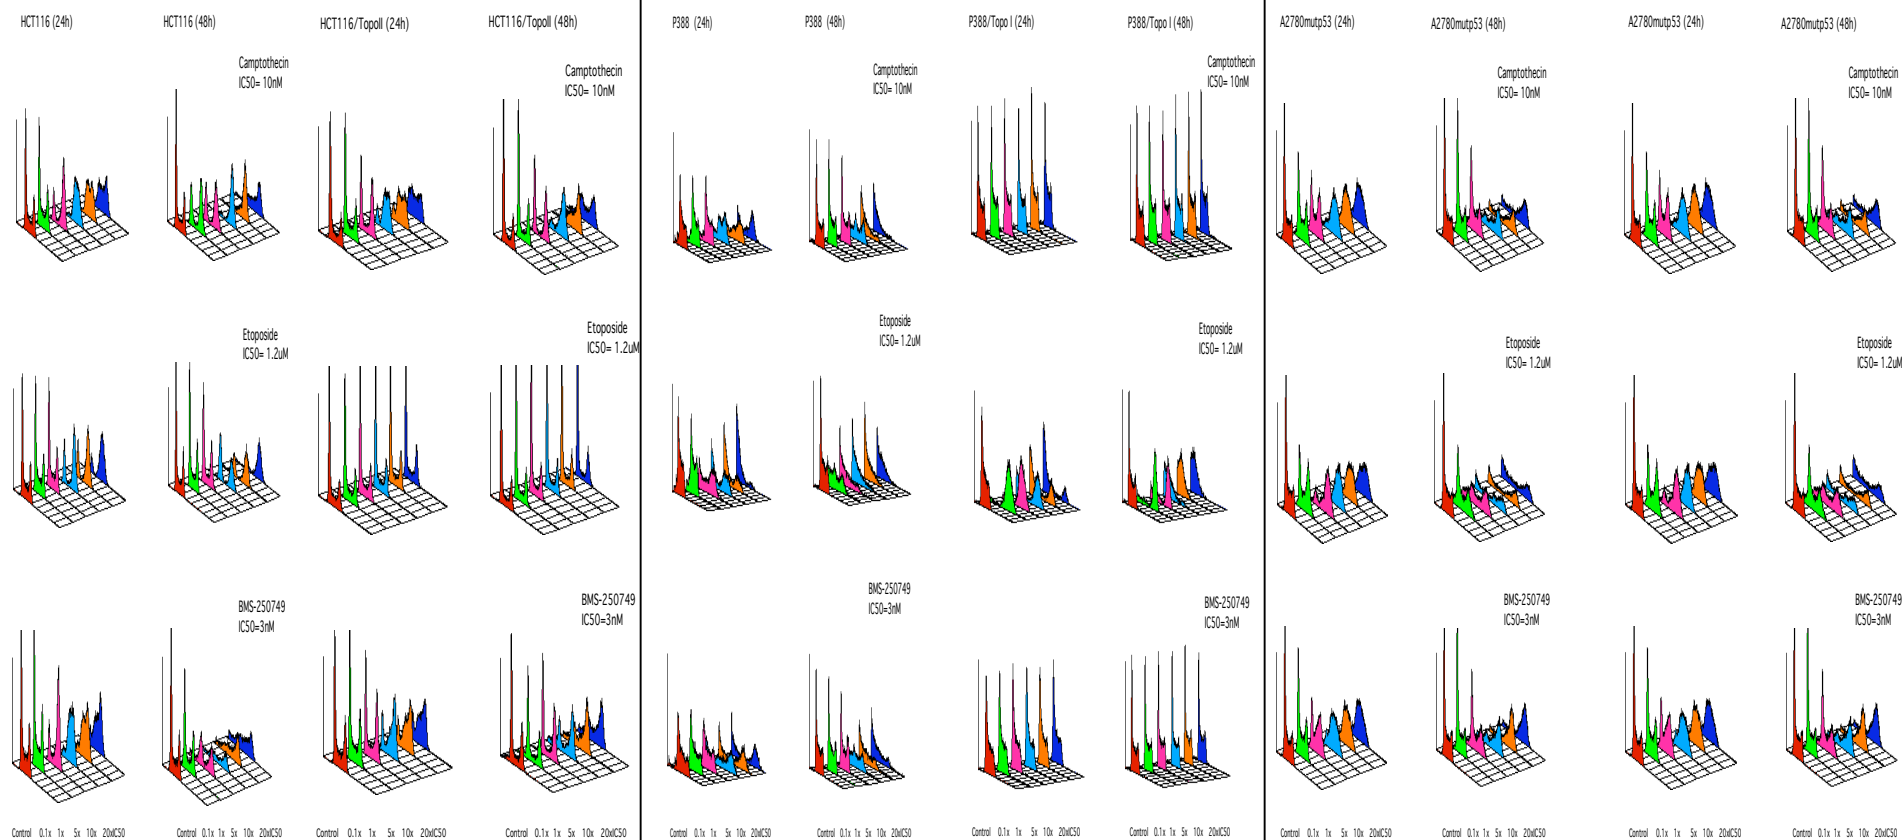 HCT116 (24h)
HCT116 (48h)
HCT116/TopoII (24h)
HCT116/TopoII (48h)
P388 (24h)
P388 (48h)
P388/Topo I (24h)
P388/Topo I (48h)
A2780mutp53 (24h)
A2780mutp53 (48h)
A2780mutp53 (24h)
A2780mutp53 (48h)
Camptothecin
IC50= 10nM
Camptothecin
IC50= 10nM
Camptothecin
IC50= 10nM
Camptothecin
IC50= 10nM
Camptothecin
IC50= 10nM
Camptothecin
IC50= 10nM
Etoposide
IC50= 1.2uM
Etoposide
IC50= 1.2uM
Etoposide
IC50= 1.2uM
Etoposide
IC50= 1.2uM
Etoposide
IC50= 1.2uM
Etoposide
IC50= 1.2uM
BMS-250749
IC50=3nM
BMS-250749
IC50=3nM
BMS-250749
IC50=3nM
BMS-250749
IC50=3nM
BMS-250749
IC50=3nM
BMS-250749
IC50=3nM
Control 0.1x 1x 5x 10x 20xIC50
Control 0.1x 1x 5x 10x 20xIC50
Control 0.1x 1x 5x 10x 20xIC50
Control 0.1x 1x 5x 10x 20xIC50
Control 0.1x 1x 5x 10x 20xIC50
Control 0.1x 1x 5x 10x 20xIC50
Control 0.1x 1x 5x 10x 20xIC50
Control 0.1x 1x 5x 10x 20xIC50
Control 0.1x 1x 5x 10x 20xIC50
Control 0.1x 1x 5x 10x 20xIC50
Control 0.1x 1x 5x 10x 20xIC50
Control 0.1x 1x 5x 10x 20xIC50